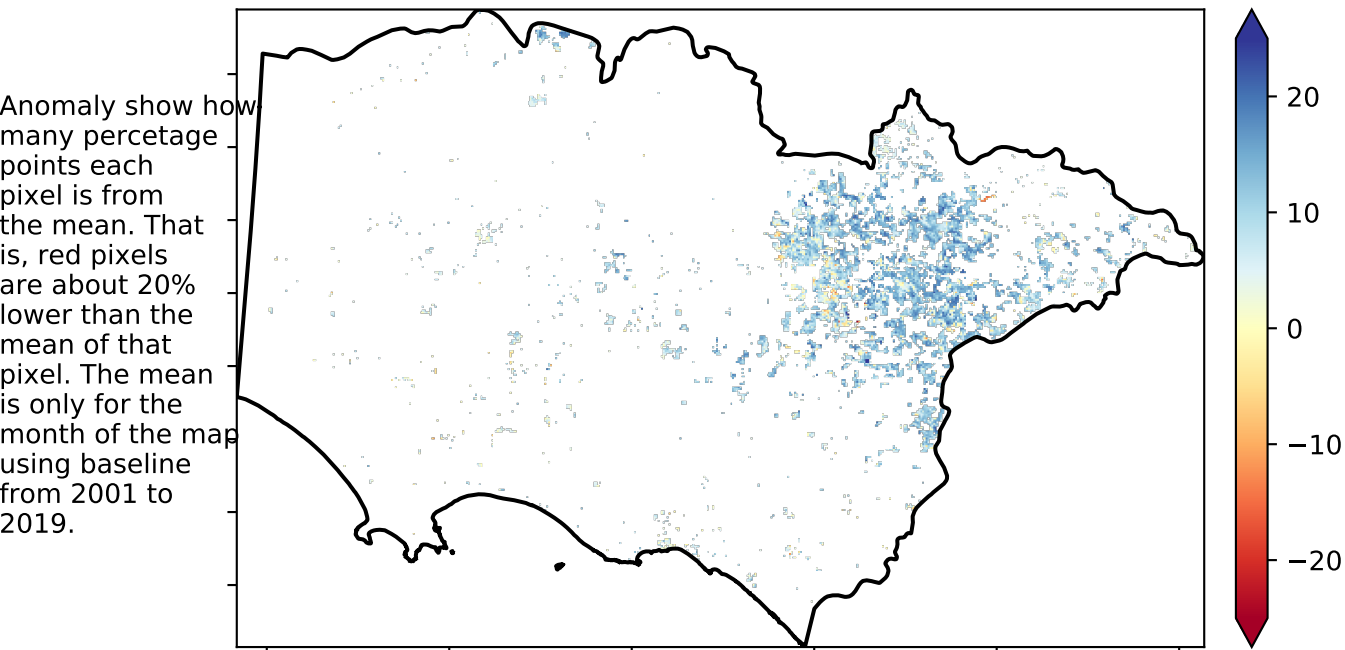 Anomaly show how
many percetage
points each
pixel is from
the mean. That
is, red pixels
are about 20%
lower than the
mean of that
pixel. The mean
is only for the
month of the map
using baseline
from 2001 to
2019.
20
10
0
−10
−20